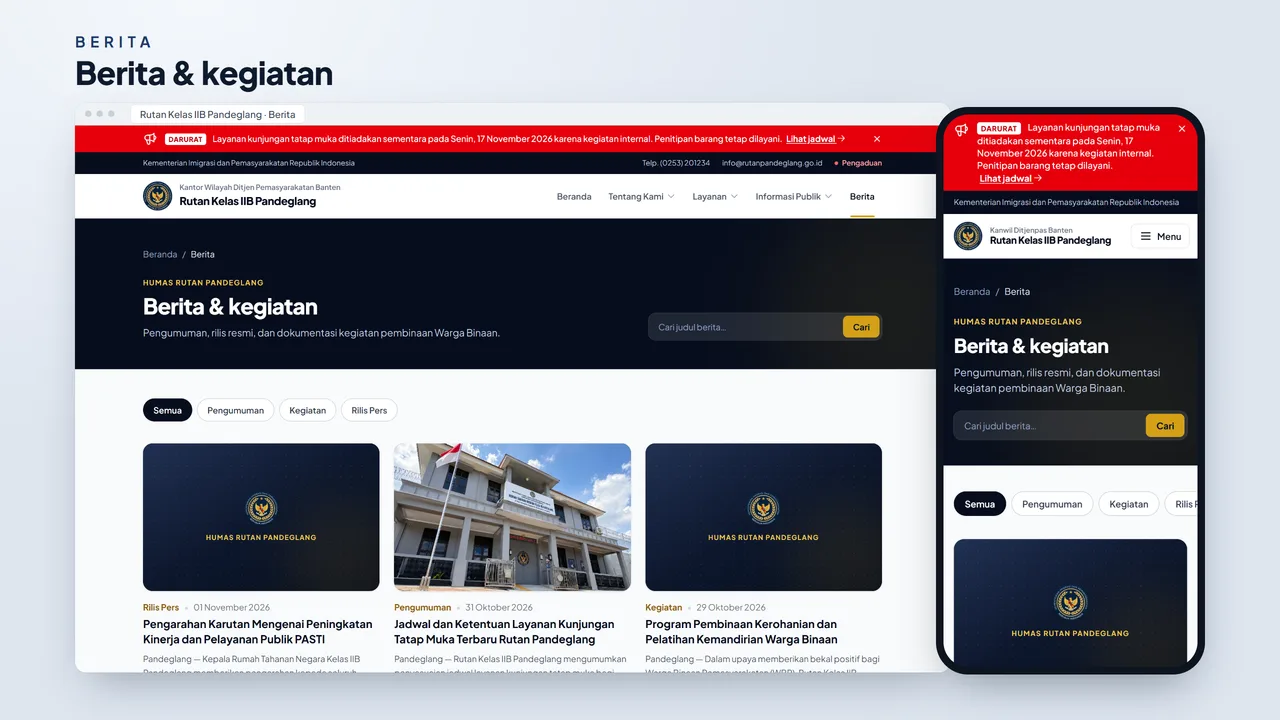 BERITA
Berita & kegiatan
Rutan Kelas IIB Pandeglang · Berita
DARURAT Layanan kunjungan tatap muka ditiadakan sementara pada Senin, 17 November 2026 karena kegiatan internal. Penitipan barang tetap dilayani. Lihat jadwal →
Kementerian Imigrasi dan Pemasyarakatan Republik Indonesia
Telp. (0253) 201234 info@rutanpandeglang.go.id Pengaduan
Kantor Wilayah Ditjen Pemasyarakatan Banten
Rutan Kelas IIB Pandeglang
Beranda Tentang Kami Layanan Informasi Publik Berita
Beranda / Berita
HUMAS RUTAN PANDEGLANG
Berita & kegiatan
Pengumuman, rilis resmi, dan dokumentasi kegiatan pembinaan Warga Binaan.
Cari judul berita... Cari
Semua Pengumuman Kegiatan Rilis Pers
HUMAS RUTAN PANDEGLANG
HUMAS RUTAN PANDEGLANG
Rilis Pers • 01 November 2026
Pengarahan Karutan Mengenai Peningkatan
Kinerja dan Pelayanan Publik PASTI
Pandeglang — Kepala Rumah Tahanan Negara Kelas IIB
Pengumuman • 31 Oktober 2026
Jadwal dan Ketentuan Layanan Kunjungan
Tatap Muka Terbaru Rutan Pandeglang
Pandeglang — Rutan Kelas IIB Pandeglang mengumumkan
Kegiatan • 29 Oktober 2026
Program Pembinaan Kerohanian dan
Pelatihan Kemandirian Warga Binaan
Pandeglang — Dalam upaya memberikan bekal positif bagi
DARURAT Layanan kunjungan tatap muka
ditiadakan sementara pada Senin, 17
November 2026 karena kegiatan internal.
Penitipan barang tetap dilayani.
Lihat jadwal →
Kementerian Imigrasi dan Pemasyarakatan Republik Indonesia
Kanwil Ditjenpas Banten
Rutan Kelas IIB Pandeglang
Menu
Beranda / Berita
HUMAS RUTAN PANDEGLANG
Berita & kegiatan
Pengumuman, rilis resmi, dan dokumentasi
kegiatan pembinaan Warga Binaan.
Cari judul berita... Cari
Semua Pengumuman Kegiatan Rilis
HUMAS RUTAN PANDEGLANG